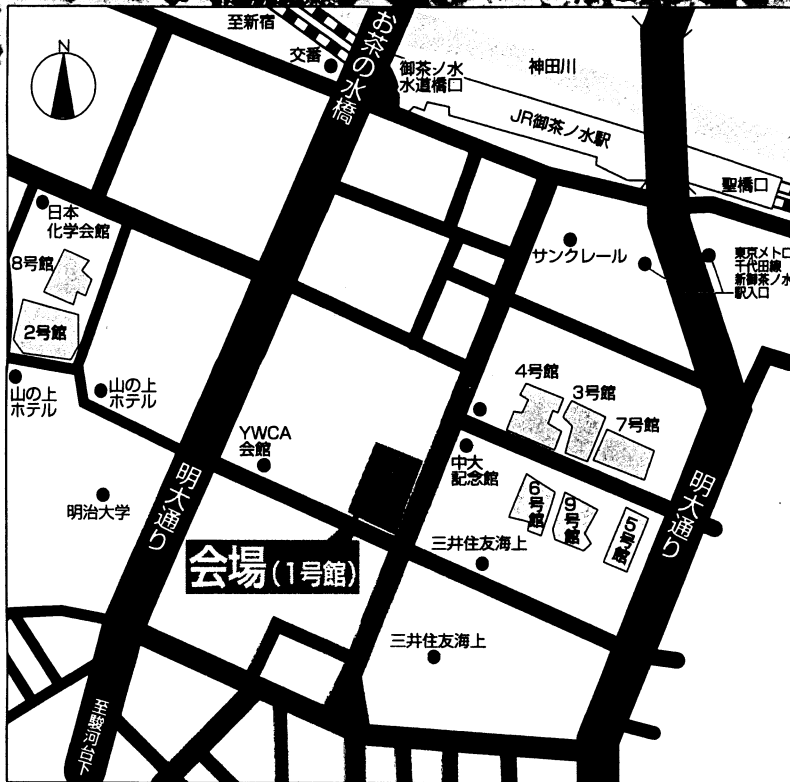 至新宿
交番
お茶の水橋
御茶ノ水
水道橋口
神田川
JR御茶ノ水駅
聖橋口
N
日本
化学会館
8号館
2号館
サンクレール
東京メトロ
千代田線
新御茶ノ水
駅入口
山の上
ホテル
山の上
ホテル
4号館
3号館
7号館
YWCA
会館
中大
記念館
6号館
9号館
5号館
明大通り
明大通り
明治大学
三井住友海上
会場(1号館)
三井住友海上
至駿河台下